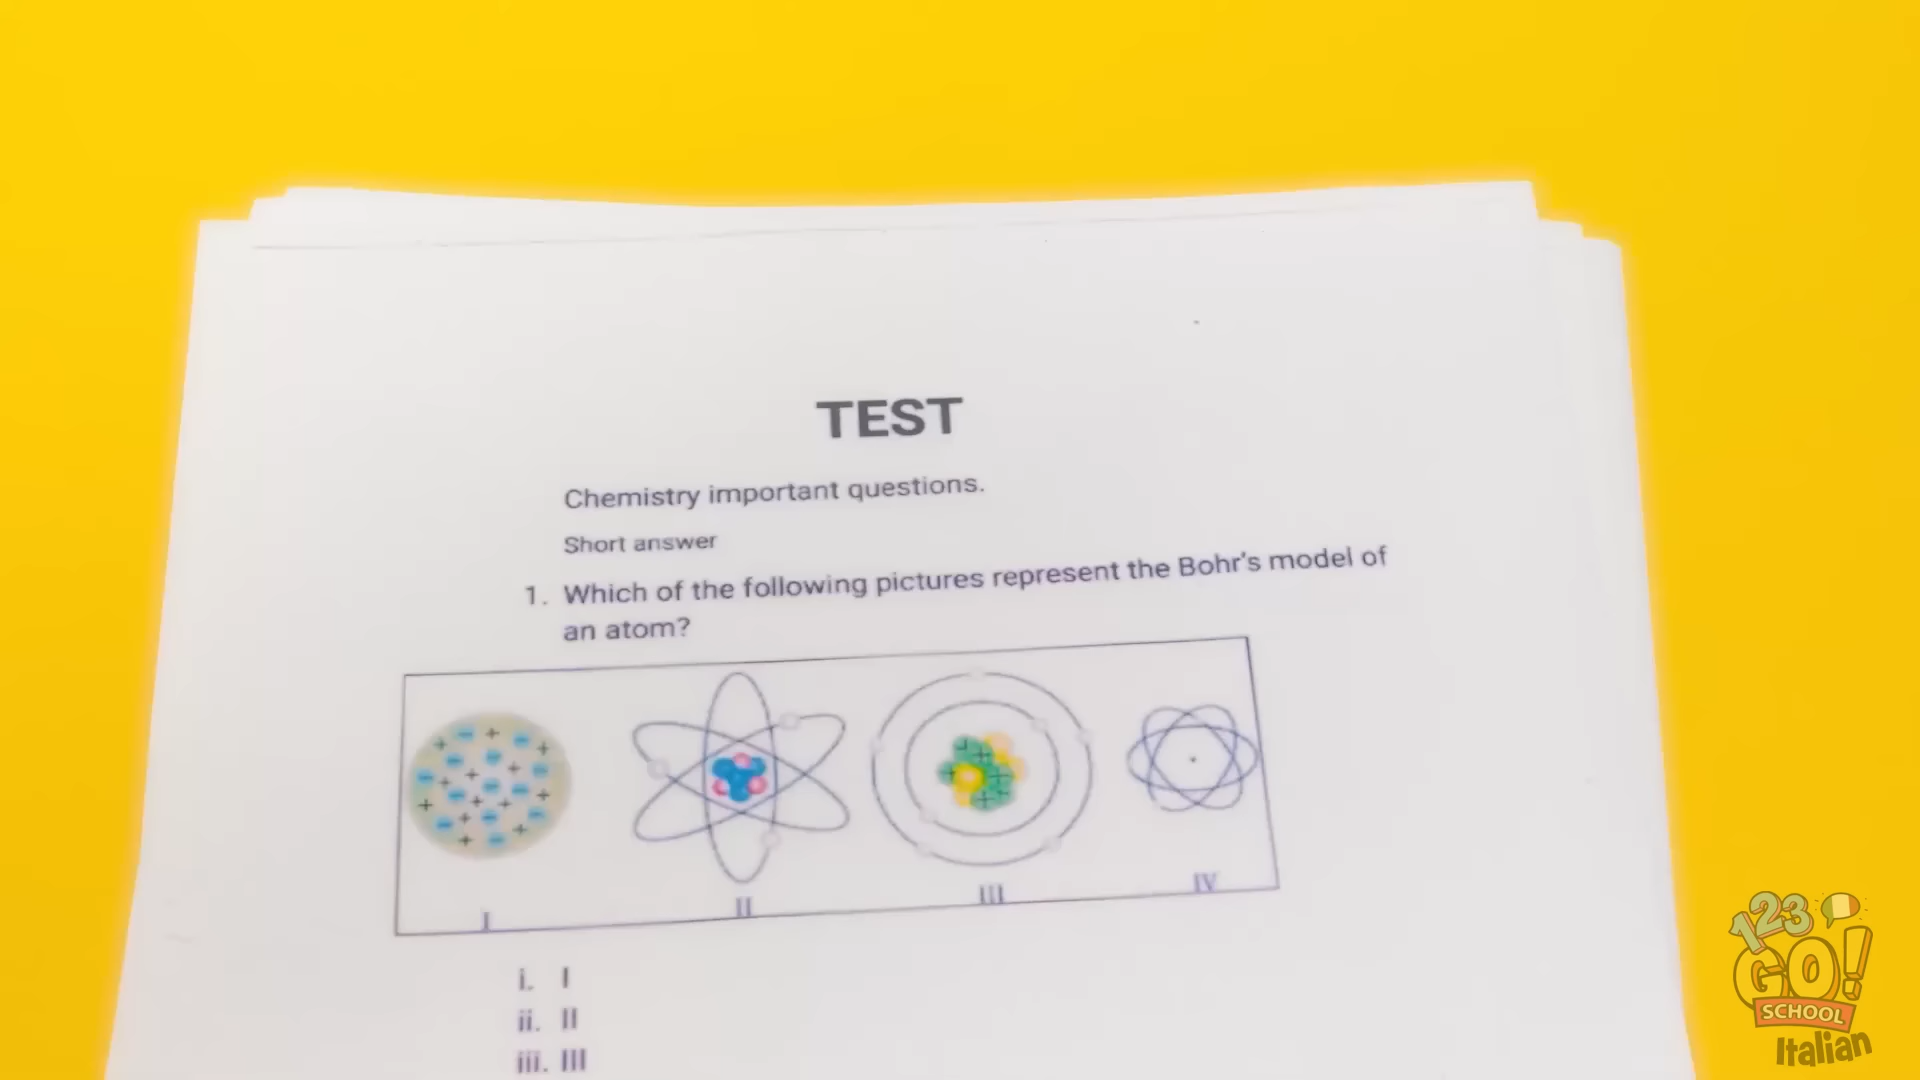 TEST
Chemistry important questions.
Short answer
1. Which of the following pictures represent the Bohr's model of
an atom?
I II III IV
i. I
ii. II
iii. III
123
GO!
SCHOOL
Italian